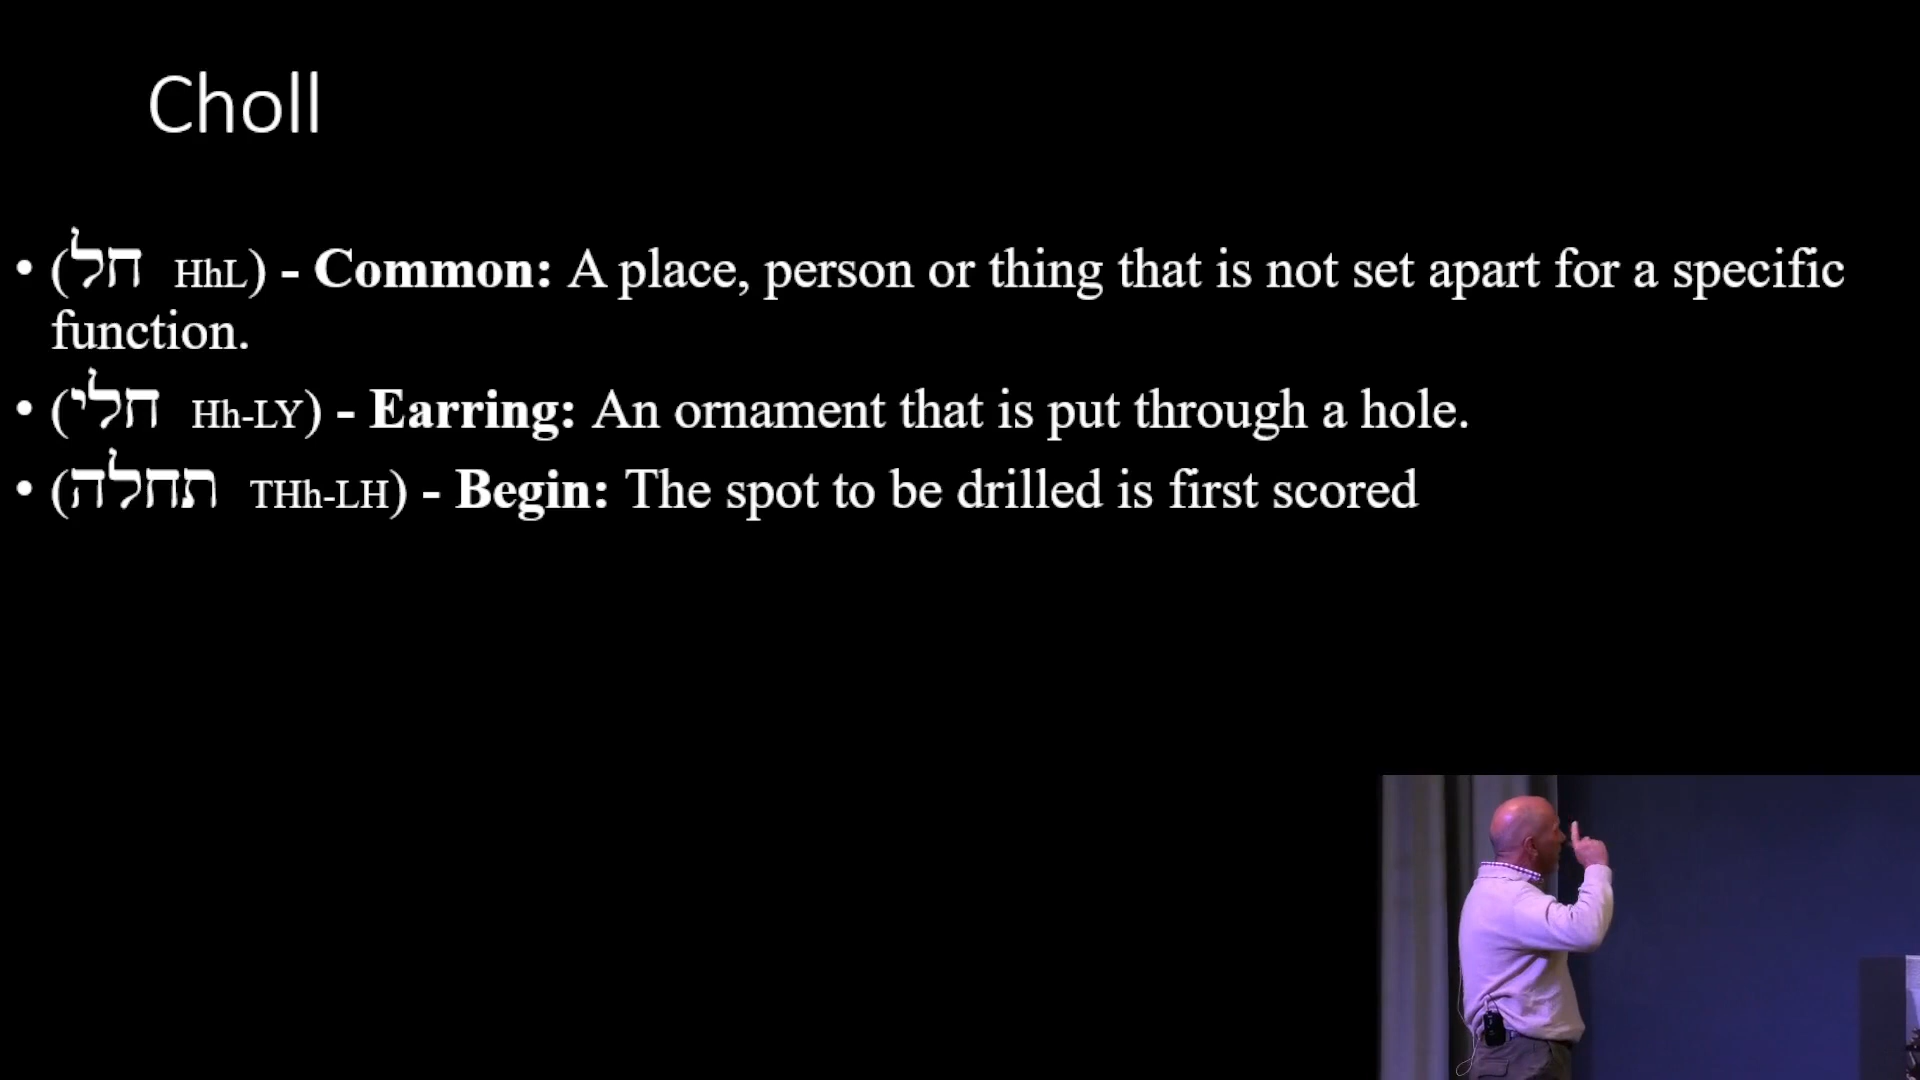 Choll
• (חל HhL) - Common: A place, person or thing that is not set apart for a specific
function.
• (חלי Hh-LY) - Earring: An ornament that is put through a hole.
• (תחלה THh-LH) - Begin: The spot to be drilled is first scored